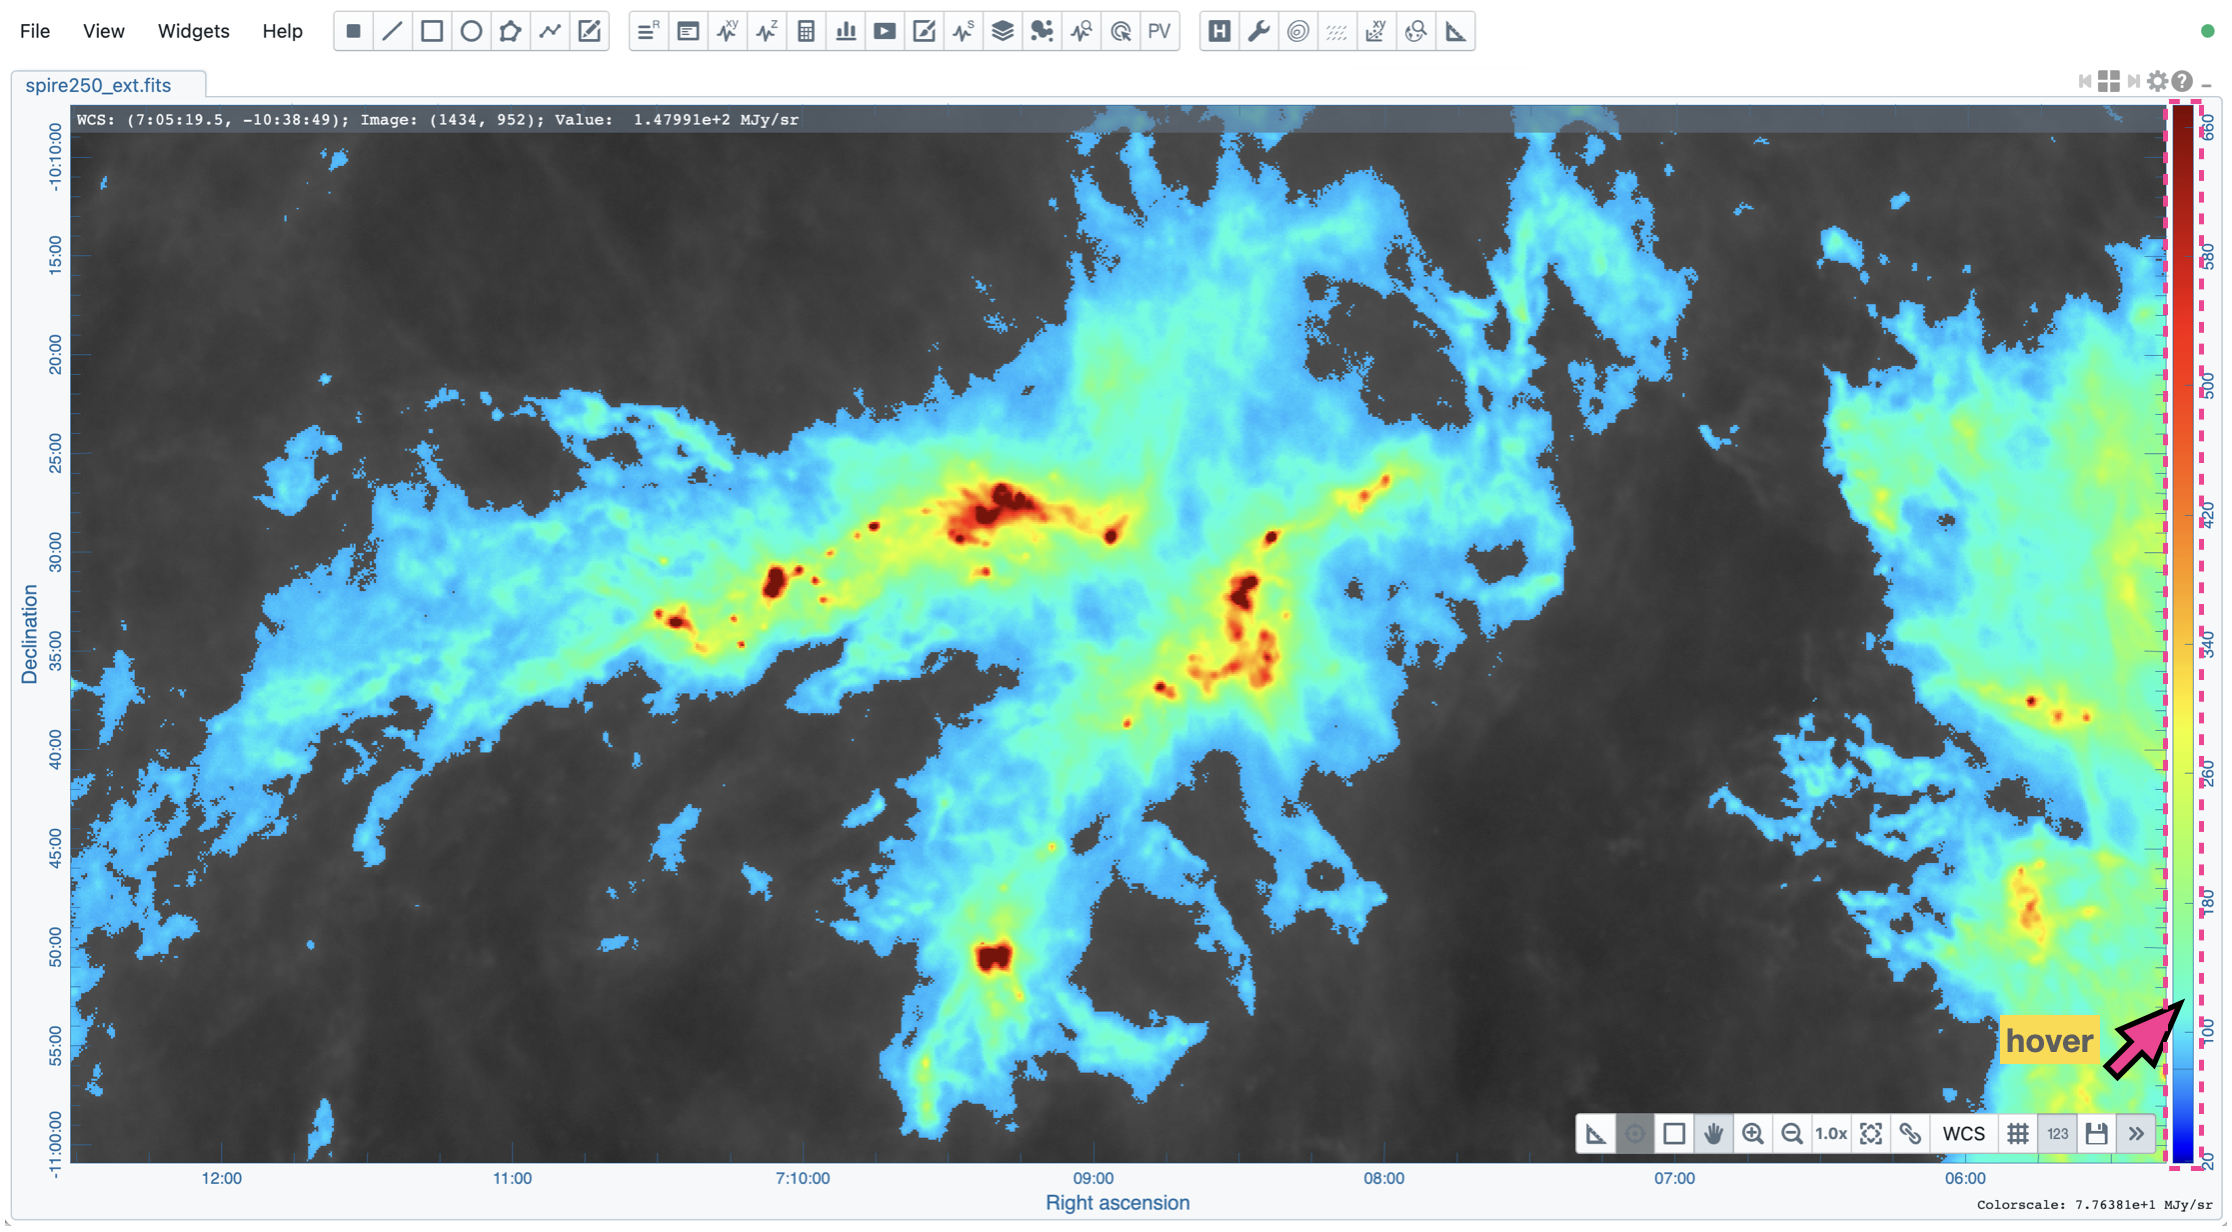 File View Widgets Help
R XY Z S PV H xy
spire250_ext.fits
WCS: (7:05:19.5, -10:38:49); Image: (1434, 952); Value: 1.47991e+2 MJy/sr
-10:10:00
15:00
20:00
25:00
30:00
35:00
40:00
45:00
50:00
55:00
-11:00:00
Declination
660
580
500
420
340
260
180
100
20
hover
1.0x WCS 123
12:00 11:00 7:10:00 09:00 08:00 07:00 06:00
Right ascension
Colorscale: 7.76381e+1 MJy/sr